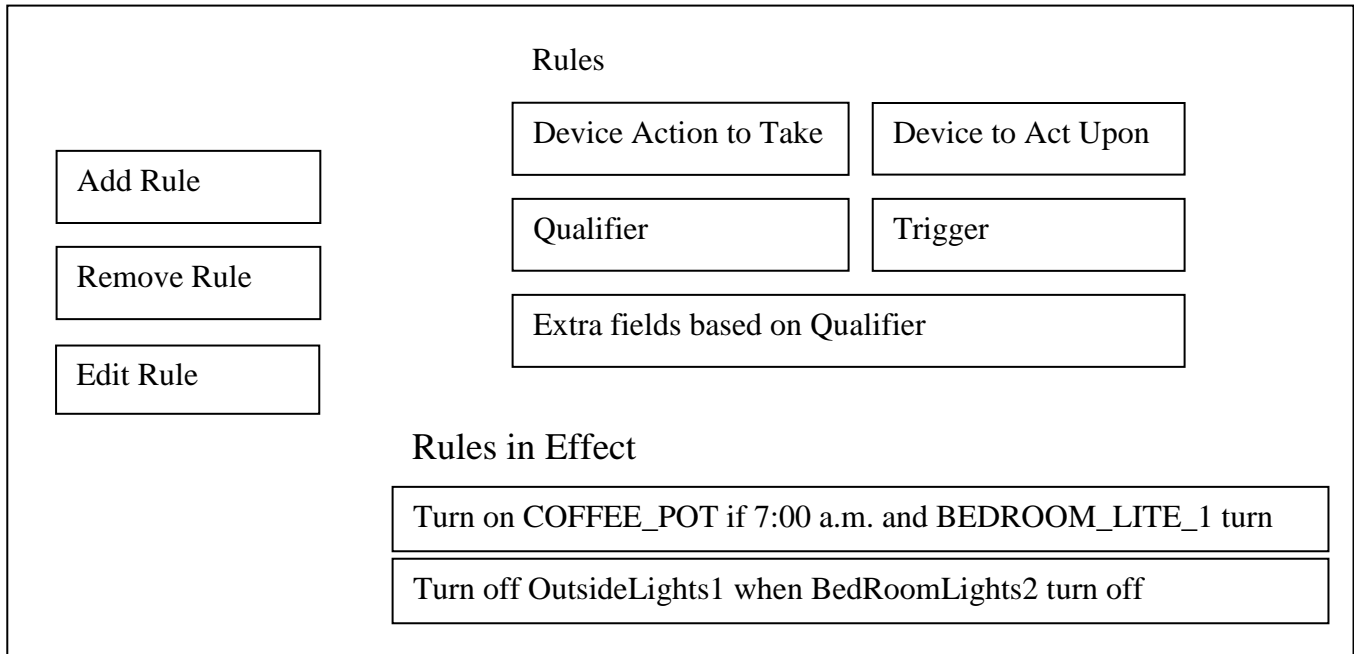 Rules
Device Action to Take
Device to Act Upon
Add Rule
Qualifier
Trigger
Remove Rule
Extra fields based on Qualifier
Edit Rule
Rules in Effect
Turn on COFFEE_POT if 7:00 a.m. and BEDROOM_LITE_1 turn
Turn off OutsideLights1 when BedRoomLights2 turn off